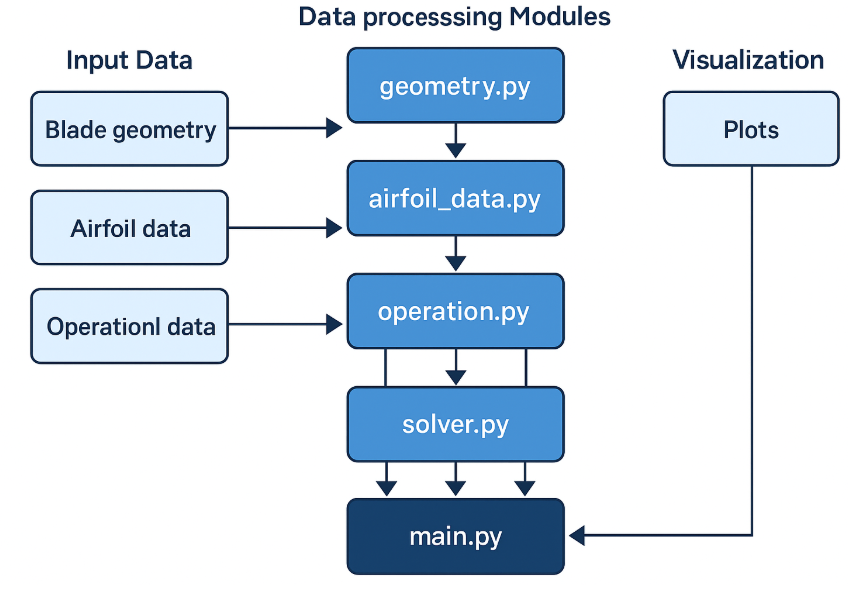 Data processsing Modules
Input Data
Visualization
geometry.py
Blade geometry
Plots
airfoil_data.py
Airfoil data
operation.py
Operationl data
solver.py
main.py